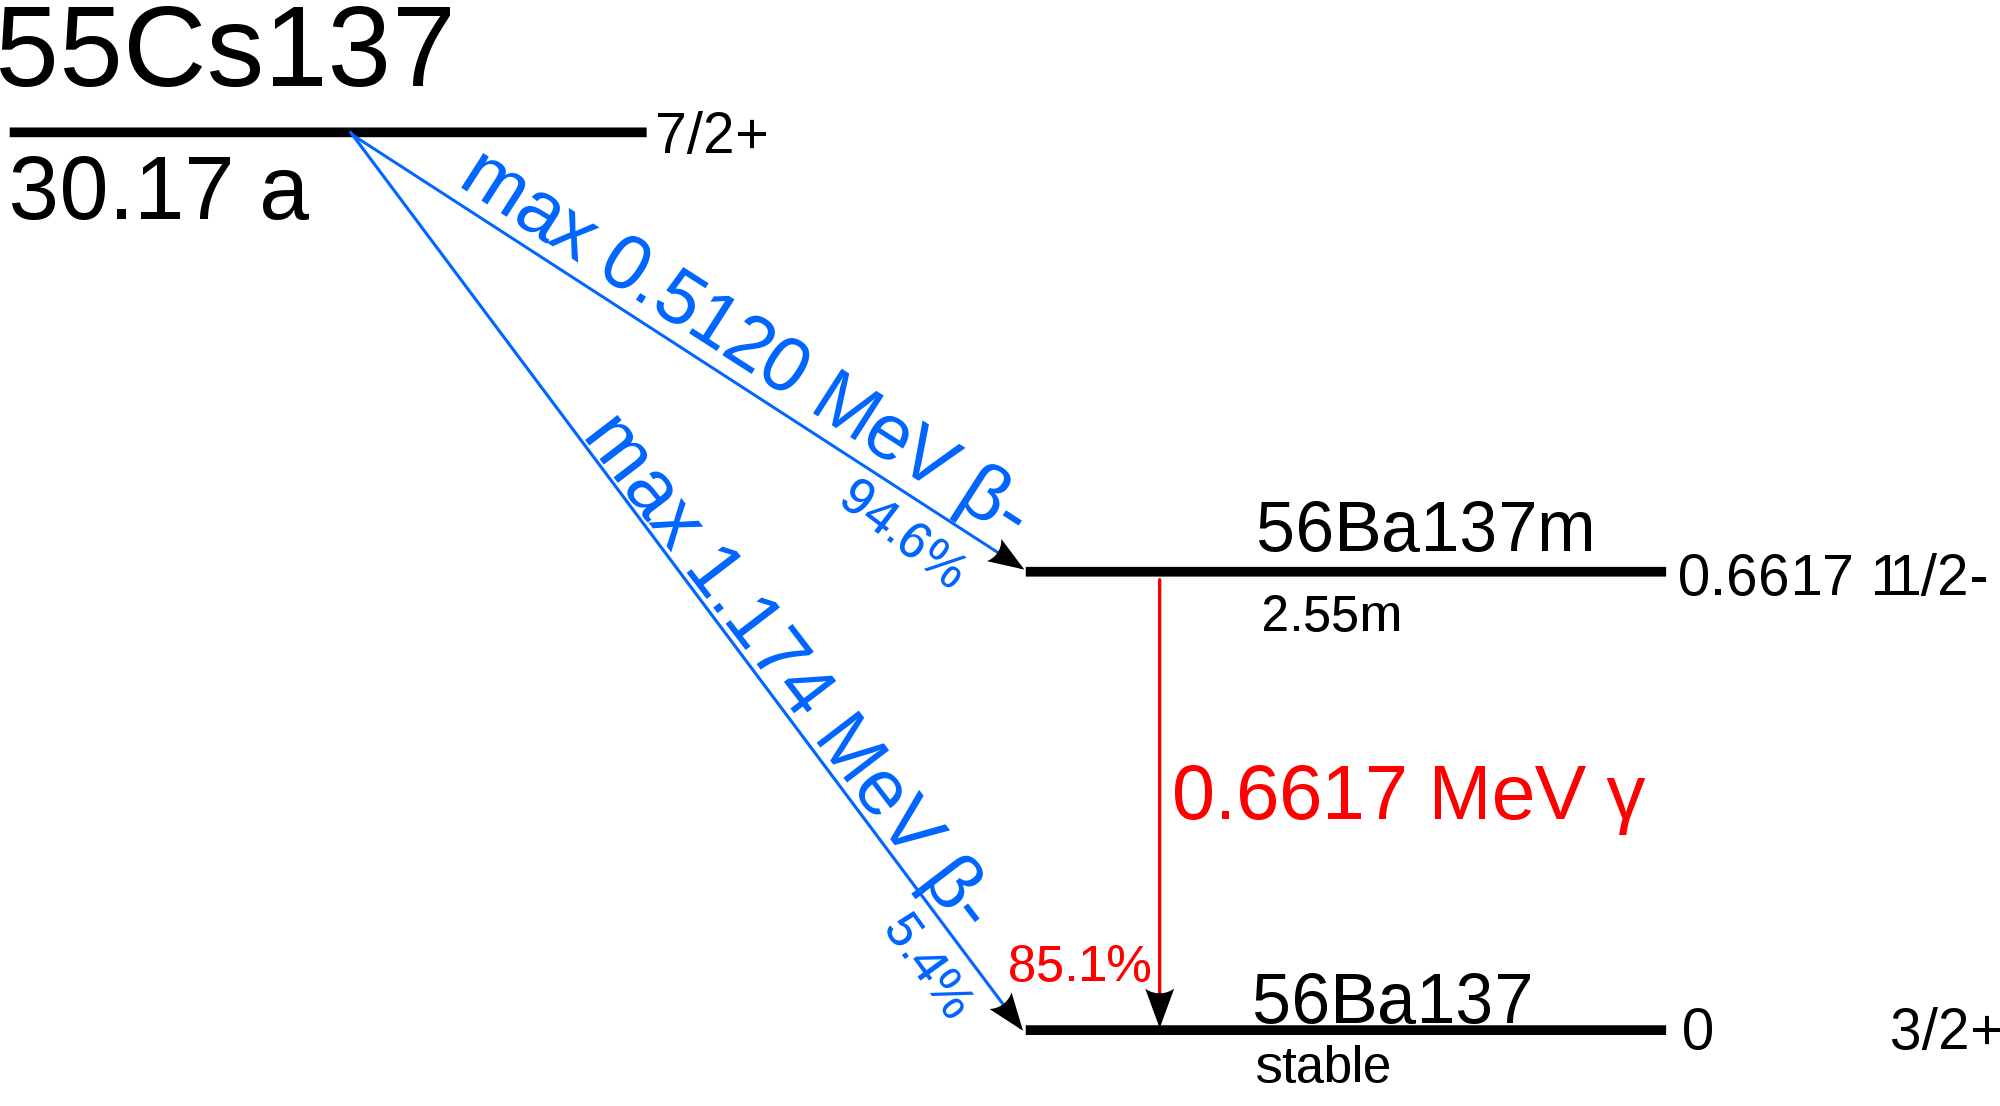 55Cs137
7/2+
30.17 a
max 0.5120 MeV β-
94.6%
max 1.174 MeV β-
5.4%
56Ba137m
0.6617 11/2-
2.55m
0.6617 MeV γ
85.1%
56Ba137
0 3/2+
stable